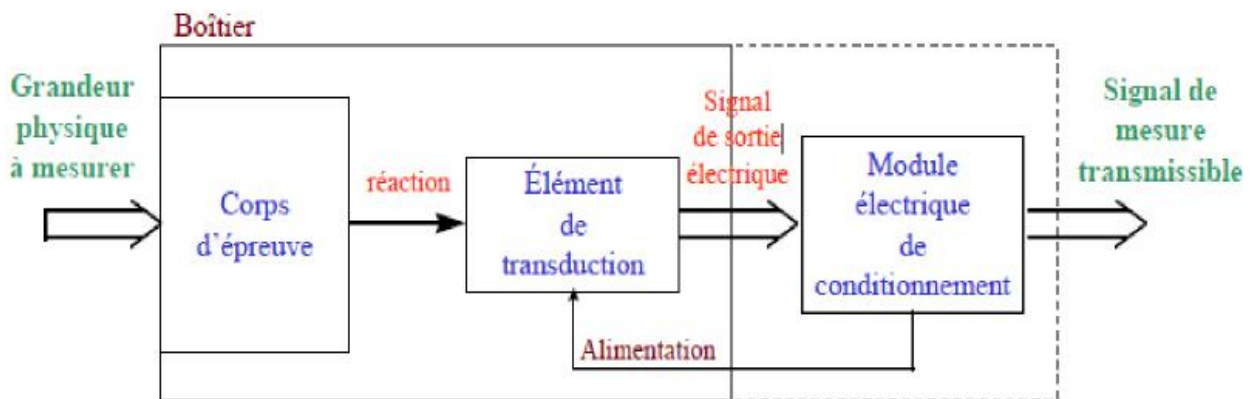 Boîtier
Grandeur
physique
à mesurer
Corps
d'épreuve
réaction
Élément
de
transduction
Signal
de sortie
électrique
Module
électrique
de
conditionnement
Signal de
mesure
transmissible
Alimentation